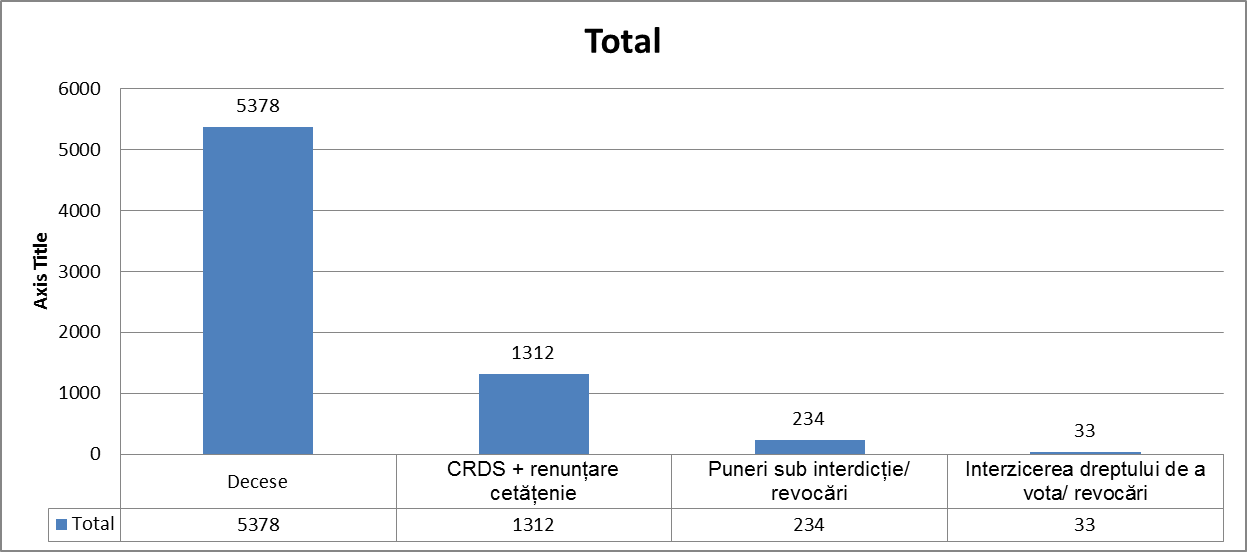 Total
6000
5000
4000
3000
2000
1000
0
Axis Title
5378
1312
234
33
Decese
CRDS + renunțare
cetățenie
Puneri sub interdicție/
revocări
Interzicerea dreptului de a
vota/ revocări
Total 5378 1312 234 33